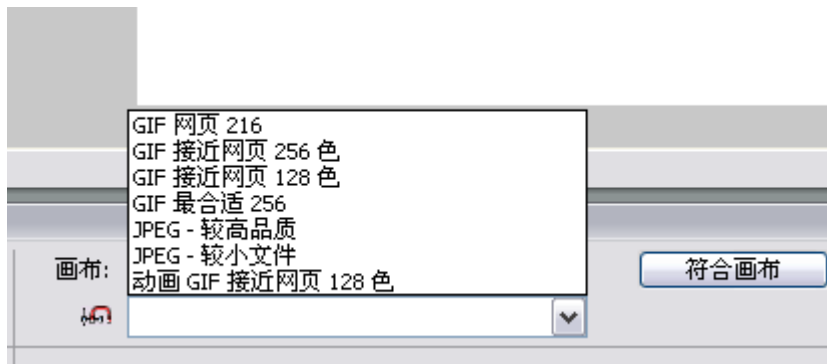 GIF 网页 216
GIF 接近网页 256 色
GIF 接近网页 128 色
GIF 最合适 256
JPEG - 较高品质
JPEG - 较小文件
动画 GIF 接近网页 128 色
画布:
符合画布